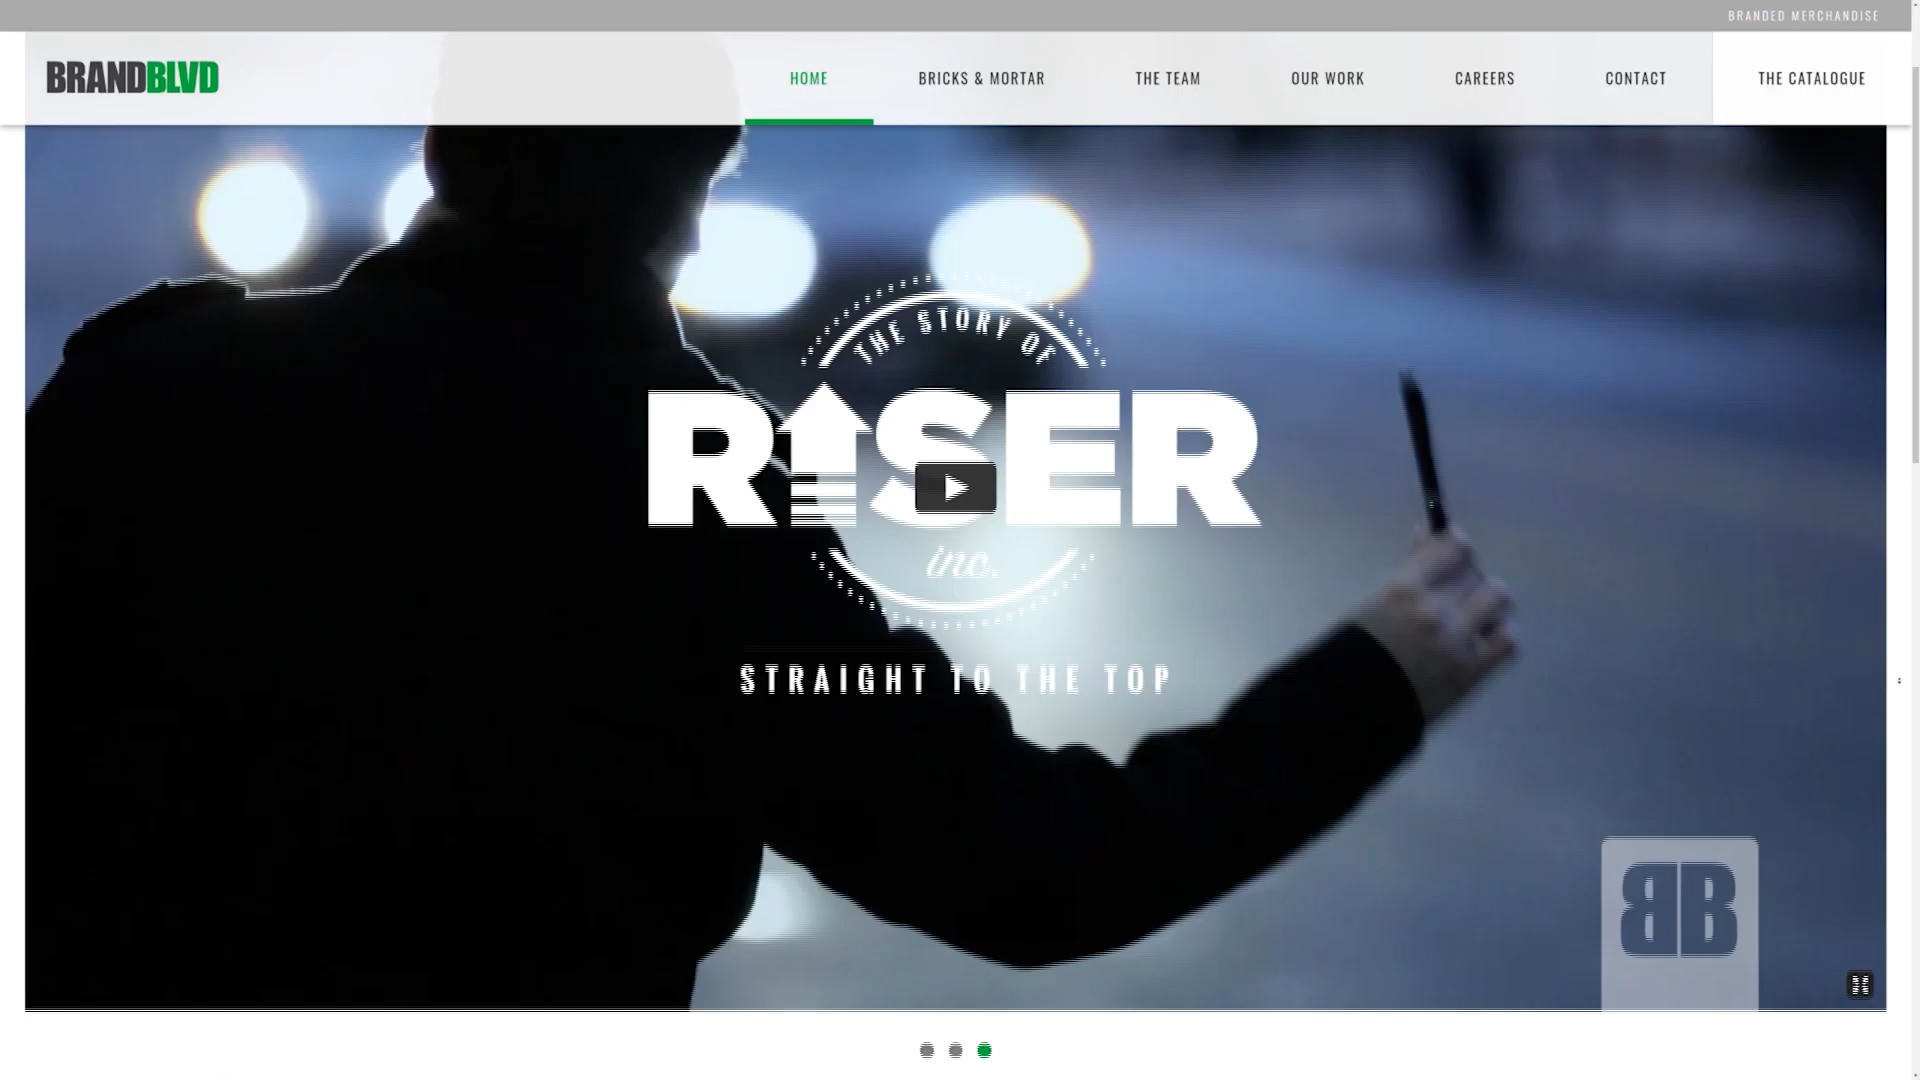 BRANDED MERCHANDISE
BRANDBLVD
HOME
BRICKS & MORTAR
THE TEAM
OUR WORK
CAREERS
CONTACT
THE CATALOGUE
THE STORY OF
RISER
inc.
STRAIGHT TO THE TOP
BB